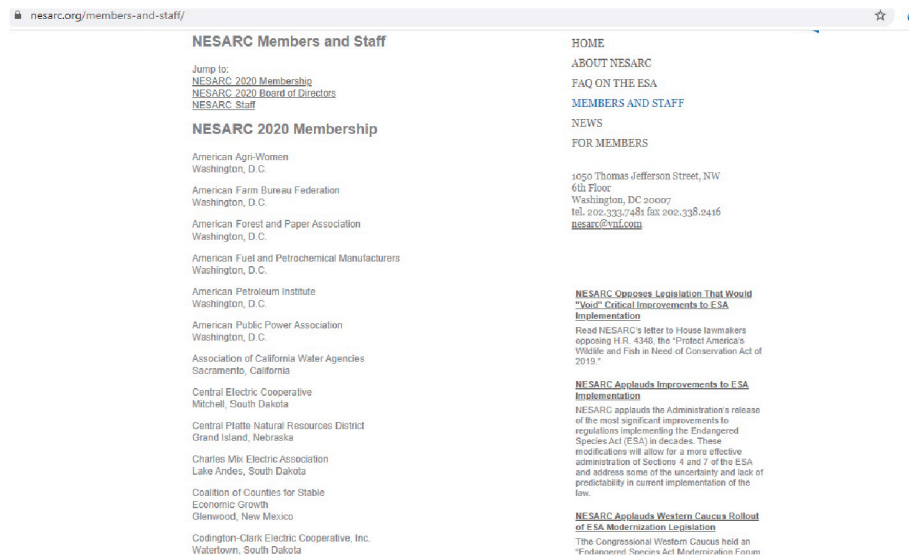 nesarc.org/members-and-staff/
NESARC Members and Staff
Jump to:
NESARC 2020 Membership
NESARC 2020 Board of Directors
NESARC Staff
NESARC 2020 Membership
American Agri-Women
Washington, D.C.
American Farm Bureau Federation
Washington, D.C.
American Forest and Paper Association
Washington, D.C.
American Fuel and Petrochemical Manufacturers
Washington, D.C.
American Petroleum Institute
Washington, D.C.
American Public Power Association
Washington, D.C.
Association of California Water Agencies
Sacramento, California
Central Electric Cooperative
Mitchell, South Dakota
Central Platte Natural Resources District
Grand Island, Nebraska
Charles Mix Electric Association
Lake Andes, South Dakota
Coalition of Counties for Stable
Economic Growth
Glenwood, New Mexico
Codington-Clark Electric Cooperative, Inc.
Watertown, South Dakota
HOME
ABOUT NESARC
FAQ ON THE ESA
MEMBERS AND STAFF
NEWS
FOR MEMBERS
1050 Thomas Jefferson Street, NW
6th Floor
Washington, DC 20007
tel. 202.333.7481 fax 202.338.2416
nesarc@vnf.com
NESARC Opposes Legislation That Would
"Void" Critical Improvements to ESA
Implementation
Read NESARC's letter to House lawmakers
opposing H.R. 4348, the "Protect America's
Wildlife and Fish in Need of Conservation Act of
2019."
NESARC Applauds Improvements to ESA
Implementation
NESARC applauds the Administration's release
of the most significant improvements to
regulations implementing the Endangered
Species Act (ESA) in decades. These
modifications will allow for a more effective
administration of Sections 4 and 7 of the ESA
and address some of the uncertainty and lack of
predictability in current implementation of the
law.
NESARC Applauds Western Caucus Rollout
of ESA Modernization Legislation
Tthe Congressional Western Caucus held an
"Endangered Species Act Modernization Forum